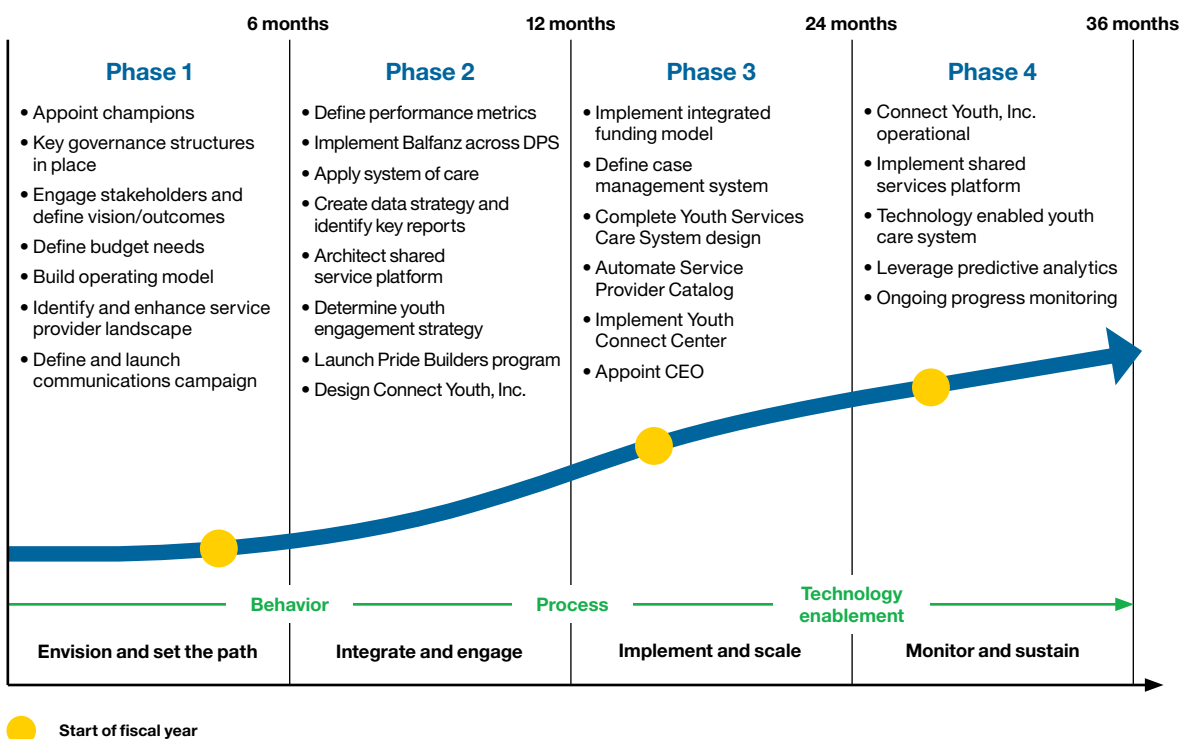 6 months
12 months
24 months
36 months
Phase 1
• Appoint champions
• Key governance structures
in place
• Engage stakeholders and
define vision/outcomes
• Define budget needs
• Build operating model
• Identify and enhance service
provider landscape
• Define and launch
communications campaign
Phase 2
• Define performance metrics
• Implement Balfanz across DPS
• Apply system of care
• Create data strategy and
identify key reports
• Architect shared
service platform
• Determine youth
engagement strategy
• Launch Pride Builders program
• Design Connect Youth, Inc.
Phase 3
• Implement integrated
funding model
• Define case
management system
• Complete Youth Services
Care System design
• Automate Service
Provider Catalog
• Implement Youth
Connect Center
• Appoint CEO
Phase 4
• Connect Youth, Inc.
operational
• Implement shared
services platform
• Technology enabled youth
care system
• Leverage predictive analytics
• Ongoing progress monitoring
Behavior
Process
Technology
enablement
Envision and set the path
Integrate and engage
Implement and scale
Monitor and sustain
Start of fiscal year